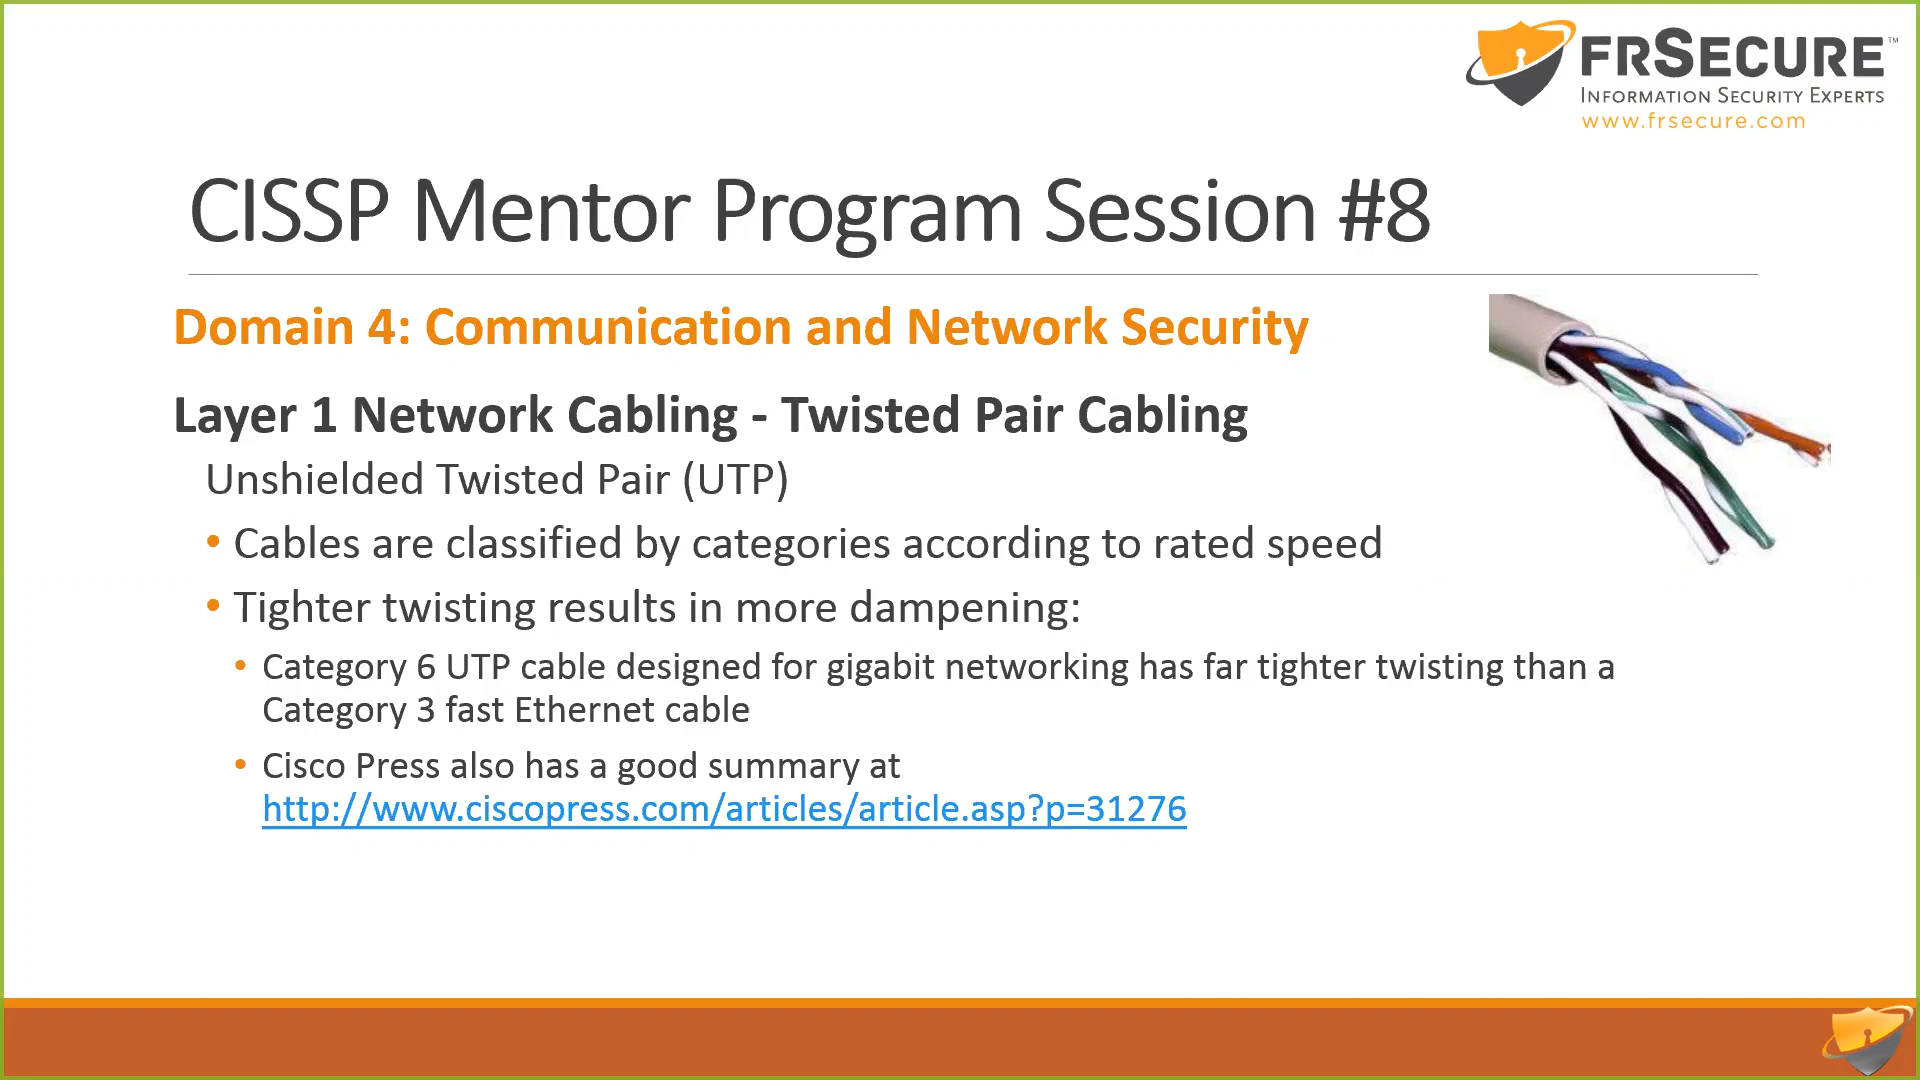 FRSECURE™
INFORMATION SECURITY EXPERTS
www.frsecure.com
CISSP Mentor Program Session #8
Domain 4: Communication and Network Security
Layer 1 Network Cabling - Twisted Pair Cabling
Unshielded Twisted Pair (UTP)
• Cables are classified by categories according to rated speed
• Tighter twisting results in more dampening:
• Category 6 UTP cable designed for gigabit networking has far tighter twisting than a
Category 3 fast Ethernet cable
• Cisco Press also has a good summary at
http://www.ciscopress.com/articles/article.asp?p=31276